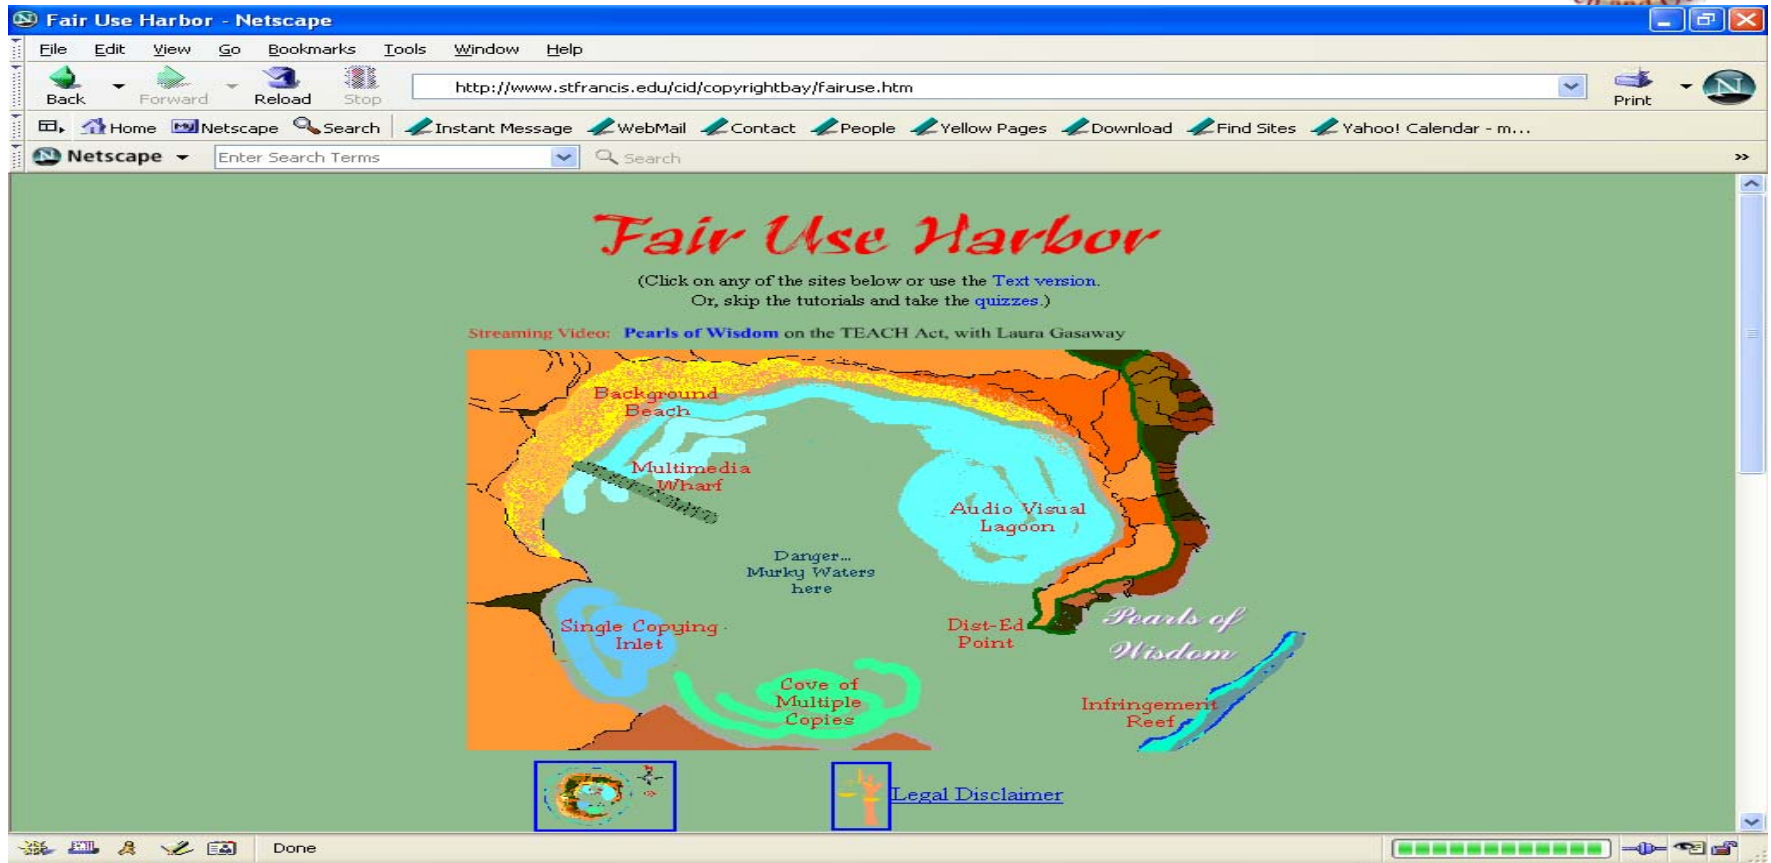 Fair Use Harbor - Netscape
File Edit View Go Bookmarks Tools Window Help
Back Forward Reload Stop http://www.stfrancis.edu/cid/copyrightbay/fairuse.htm Print
Home Netscape Search Instant Message WebMail Contact People Yellow Pages Download Find Sites Yahoo! Calendar - m...
Netscape Enter Search Terms Search
Fair Use Harbor
(Click on any of the sites below or use the Text version.
Or, skip the tutorials and take the quizzes.)
Streaming Video: Pearls of Wisdom on the TEACH Act, with Laura Gasaway
Background
Beach
Multimedia
Wharf
Audio Visual
Lagoon
Danger...
Murky Waters
here
Single Copying
Inlet
Dist-Ed
Point
Pearls of
Wisdom
Cove of
Multiple
Copies
Infringement
Reef
Legal Disclaimer
Done